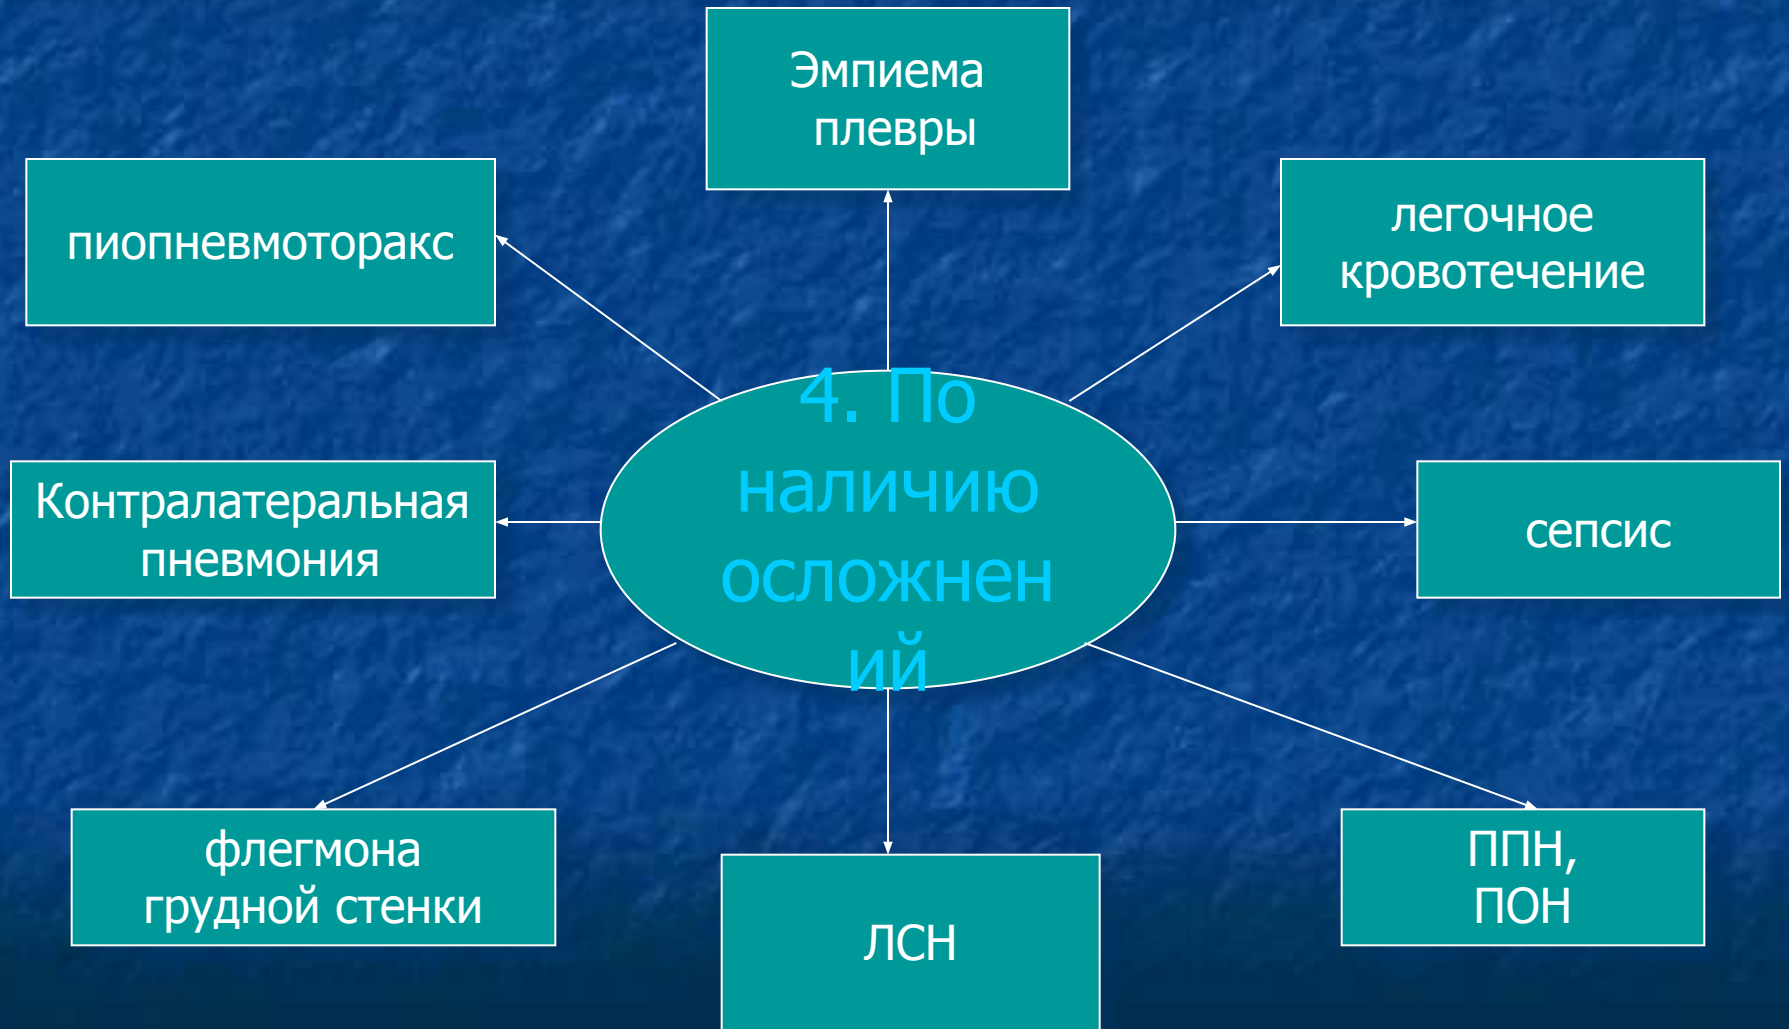 Эмпиема
плевры
пиопневмоторакс
легочное
кровотечение
4. По
наличию
осложнен
ий
Контралатеральная
пневмония
сепсис
флегмона
грудной стенки
ЛСН
ППН,
ПОН